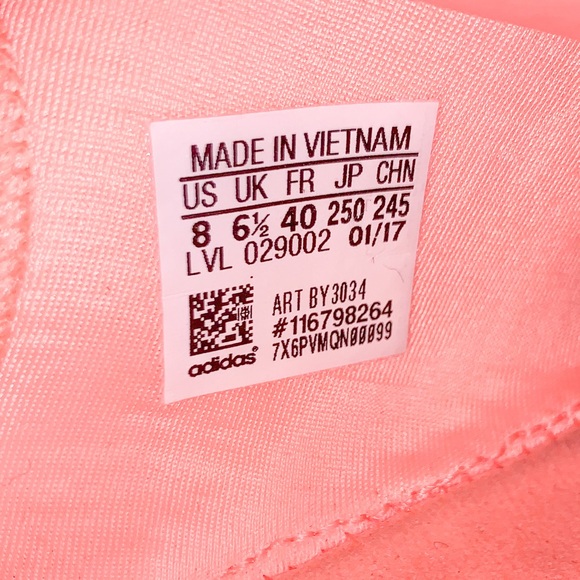 MADE IN VIETNAM
US UK FR JP CHN
8 6½ 40 250 245
LVL 029002 01/17
ART BY3034
#116798264
7X6PVMQN00099
adidas®